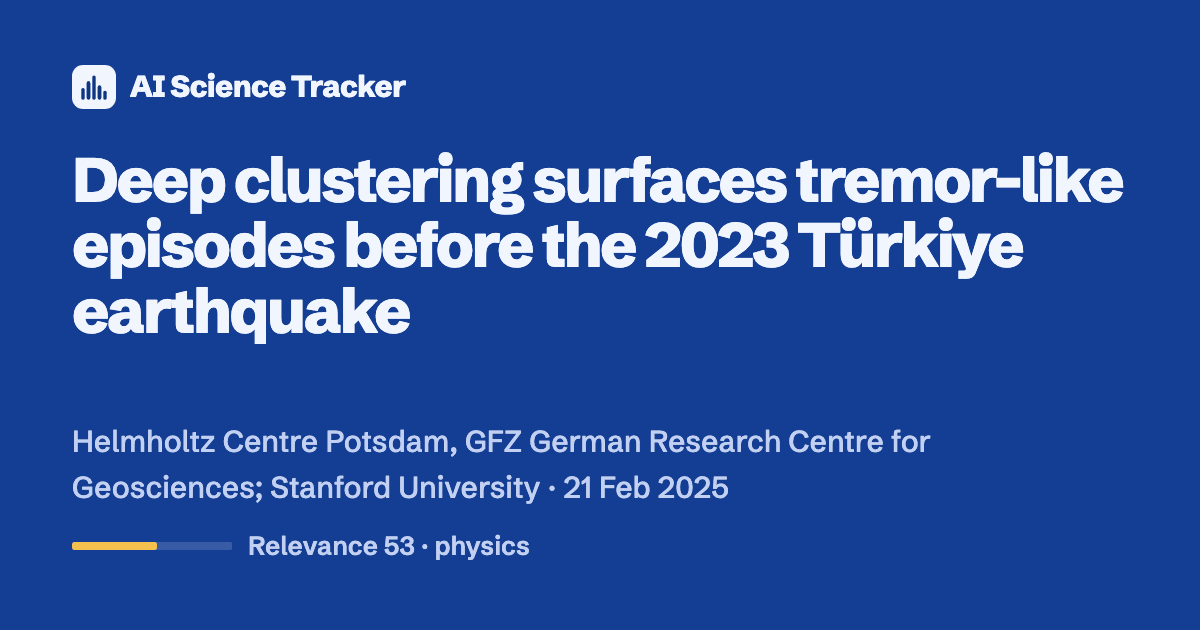 AI Science Tracker
Deep clustering surfaces tremor-like
episodes before the 2023 Türkiye
earthquake
Helmholtz Centre Potsdam, GFZ German Research Centre for
Geosciences; Stanford University · 21 Feb 2025
Relevance 53 · physics